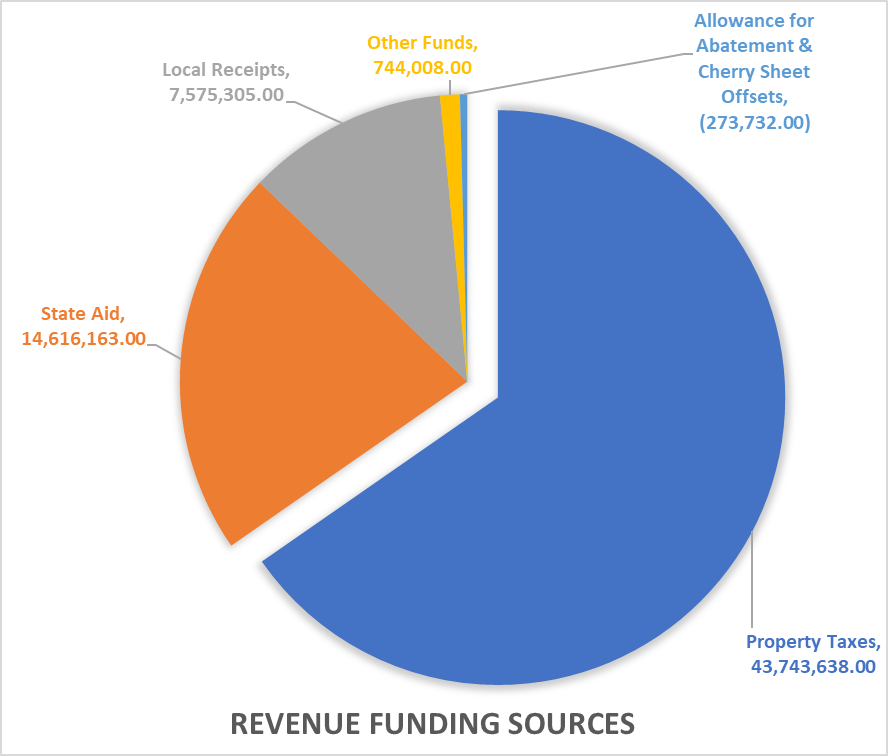 Allowance for
Abatement &
Cherry Sheet
Offsets,
(273,732.00)
Other Funds,
744,008.00
Local Receipts,
7,575,305.00
State Aid,
14,616,163.00
Property Taxes,
43,743,638.00
REVENUE FUNDING SOURCES